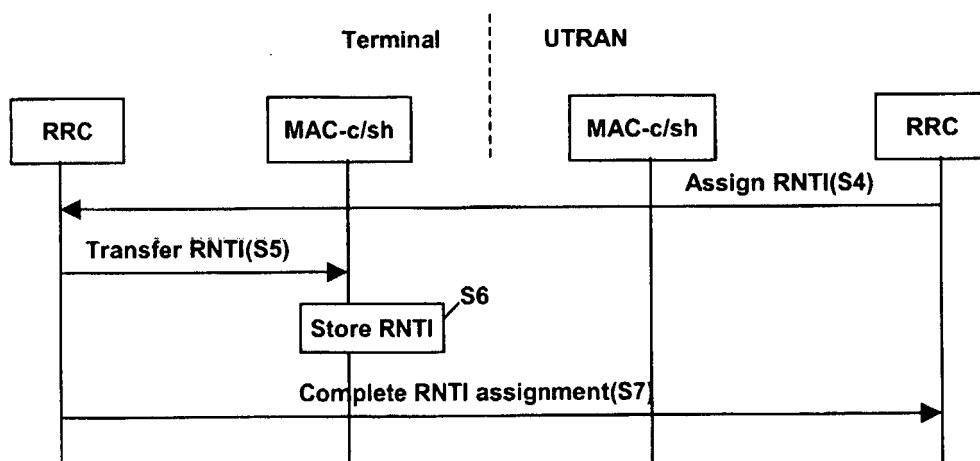 Terminal UTRAN
RRC MAC-c/sh MAC-c/sh RRC
Assign RNTI(S4)
Transfer RNTI(S5)
S6
Store RNTI
Complete RNTI assignment(S7)